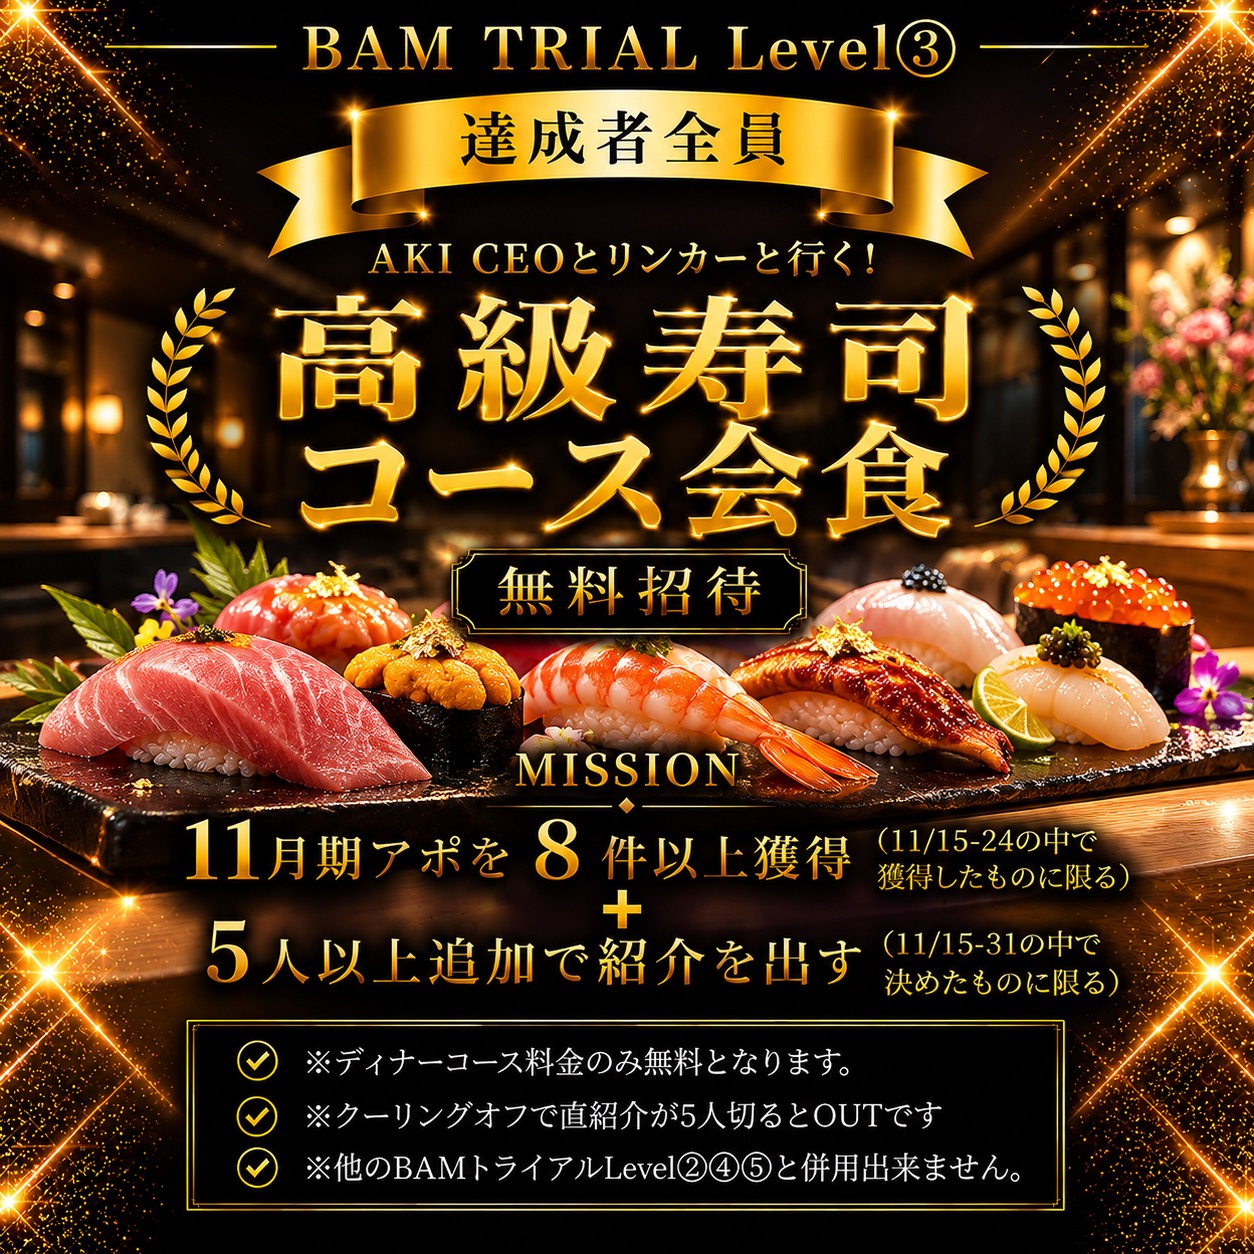 BAM TRIAL Level③
達成者全員
AKI CEOとリンカーと行く!
高級寿司
コース会食
無料招待
MISSION
11月期アポを 8 件以上獲得
(11/15-24の中で
獲得したものに限る)
+
5人以上追加で紹介を出す
(11/15-31の中で
決めたものに限る)
※ディナーコース料金のみ無料となります。
※クーリングオフで直紹介が5人切るとOUTです
※他のBAMトライアルLevel②④⑤と併用出来ません。